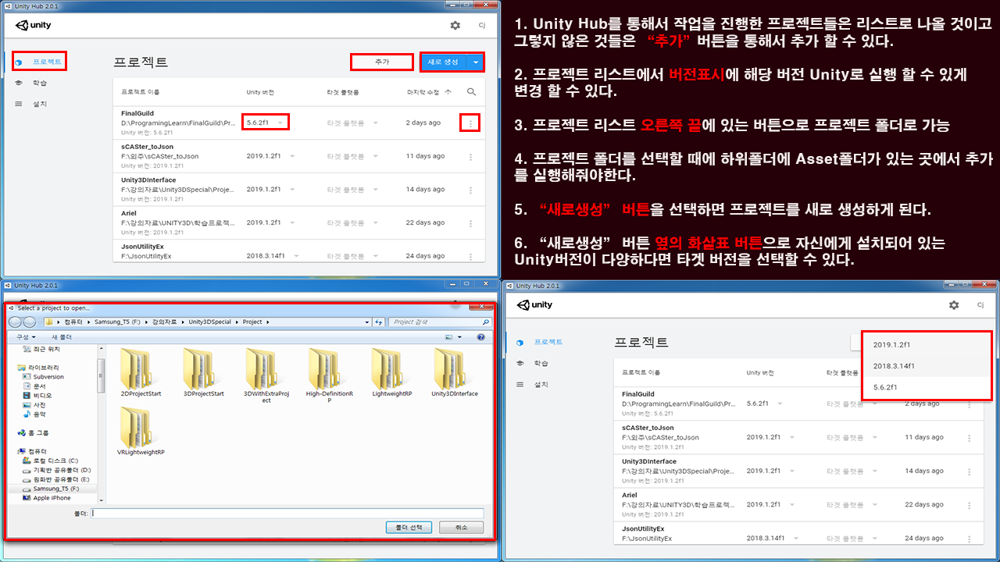 Unity Hub 2.0.1
unity
Cj
프로젝트
학습
설치
프로젝트
추가
새로 생성
프로젝트 이름 Unity 버전 타겟 플랫폼 마지막 수정
FinalGuild
D:\ProgramingLearn\FinalGuild\Pr... 5.6.2f1 타겟 플랫폼 2 days ago
Unity 버전: 5.6.2f1
sCASter_toJson
F:\외주\sCASter_toJson 2019.1.2f1 타겟 플랫폼 11 days ago
Unity 버전: 2019.1.2f1
Unity3DInterface
F:\강의자료\Unity3DSpecial\Proje... 2019.1.2f1 타겟 플랫폼 14 days ago
Unity 버전: 2019.1.2f1
Ariel
F:\강의자료\UNITY3D\학습프로젝... 2019.1.2f1 타겟 플랫폼 22 days ago
Unity 버전: 2019.1.2f1
JsonUtilityEx
F:\JsonUtilityEx 2018.3.14f1 타겟 플랫폼 24 days ago
1. Unity Hub를 통해서 작업을 진행한 프로젝트들은 리스트로 나올 것이고
그렇지 않은 것들은 “추가” 버튼을 통해서 추가 할 수 있다.
2. 프로젝트 리스트에서 버전표시에 해당 버전 Unity로 실행 할 수 있게
변경 할 수 있다.
3. 프로젝트 리스트 오른쪽 끝에 있는 버튼으로 프로젝트 폴더로 가능
4. 프로젝트 폴더를 선택할 때에 하위폴더에 Asset폴더가 있는 곳에서 추가
를 실행해줘야한다.
5. “새로생성” 버튼을 선택하면 프로젝트를 새로 생성하게 된다.
6. “새로생성” 버튼 옆의 화살표 버튼으로 자신에게 설치되어 있는
Unity버전이 다양하다면 타겟 버전을 선택할 수 있다.
Unity Hub 2.0.1
Select a project to open...
컴퓨터 Samsung_T5 (F:) 강의자료 Unity3DSpecial Project Project 검색
구성 새 폴더
최근 위치
라이브러리
Subversion
문서
비디오
사진
음악
홈 그룹
컴퓨터
로컬 디스크 (C:)
기획반 공유폴더 (D:)
원화반 공유폴더 (E:)
Samsung_T5 (F:)
Apple iPhone
2DProjectStart 3DProjectStart 3DWithExtraProject High-DefinitionRP LightweightRP Unity3DInterface
VRLightweightRP
폴더:
폴더 선택 취소
Unity Hub 2.0.1
unity
Cj
프로젝트
학습
설치
프로젝트
2019.1.2f1
2018.3.14f1
5.6.2f1
프로젝트 이름 Unity 버전 타겟 플랫폼
FinalGuild
D:\ProgramingLearn\FinalGuild\Pr... 5.6.2f1 타겟 플랫폼 2 days ago
Unity 버전: 5.6.2f1
sCASter_toJson
F:\외주\sCASter_toJson 2019.1.2f1 타겟 플랫폼 11 days ago
Unity 버전: 2019.1.2f1
Unity3DInterface
F:\강의자료\Unity3DSpecial\Proje... 2019.1.2f1 타겟 플랫폼 14 days ago
Unity 버전: 2019.1.2f1
Ariel
F:\강의자료\UNITY3D\학습프로젝... 2019.1.2f1 타겟 플랫폼 22 days ago
Unity 버전: 2019.1.2f1
JsonUtilityEx
F:\JsonUtilityEx 2018.3.14f1 타겟 플랫폼 24 days ago